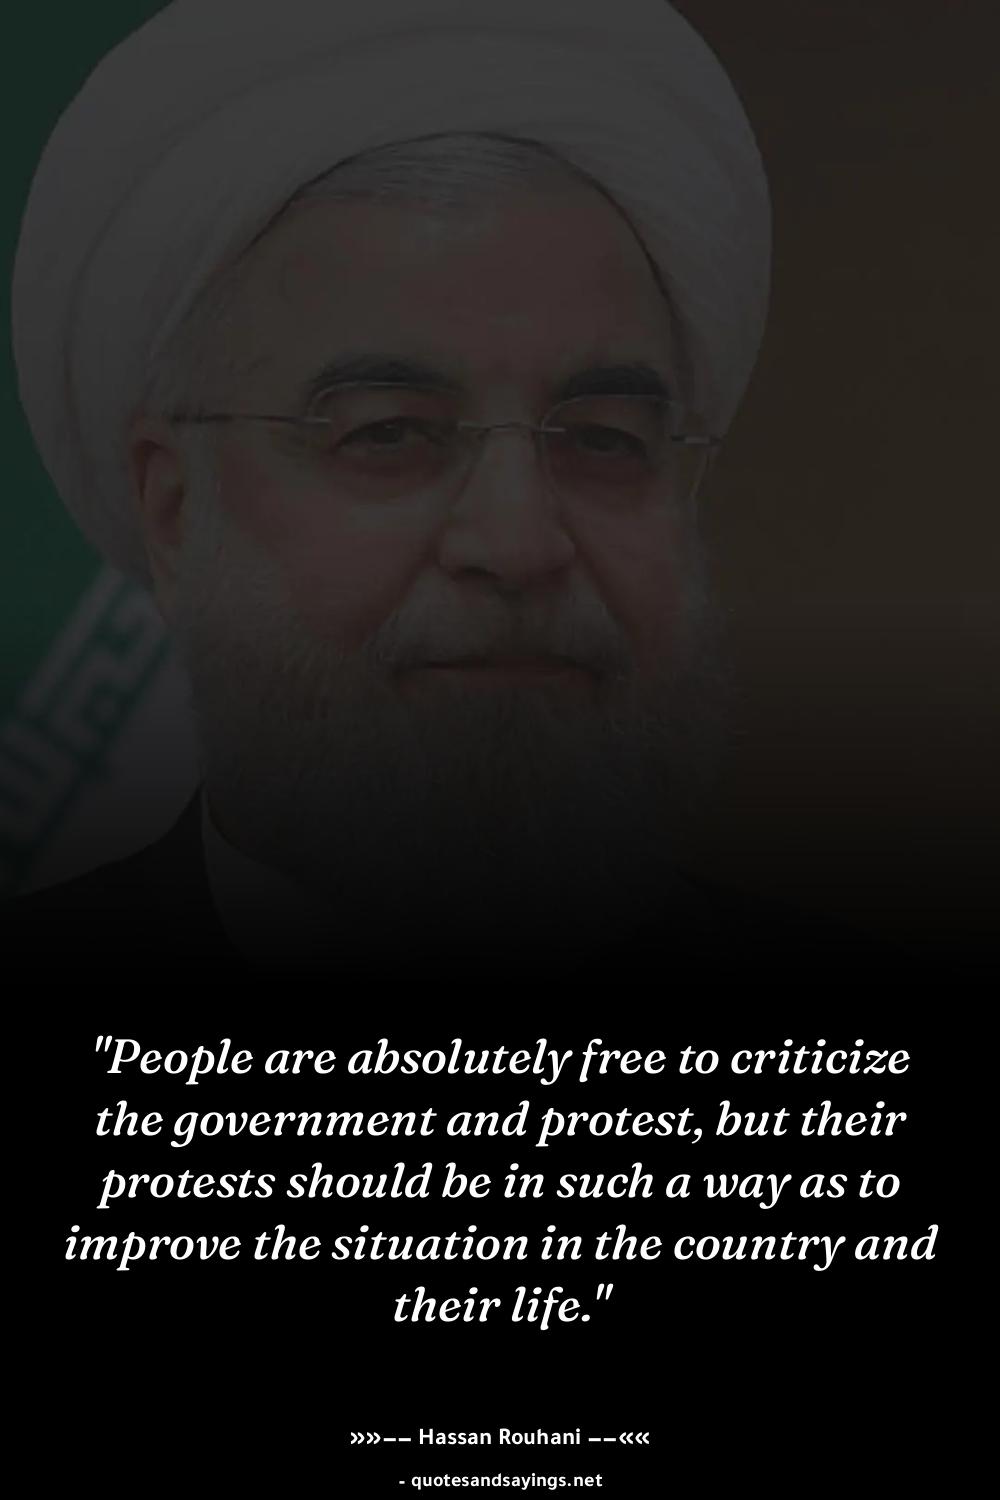 "People are absolutely free to criticize
the government and protest, but their
protests should be in such a way as to
improve the situation in the country and
their life."
»»−− Hassan Rouhani −−««
- quotesandsayings.net